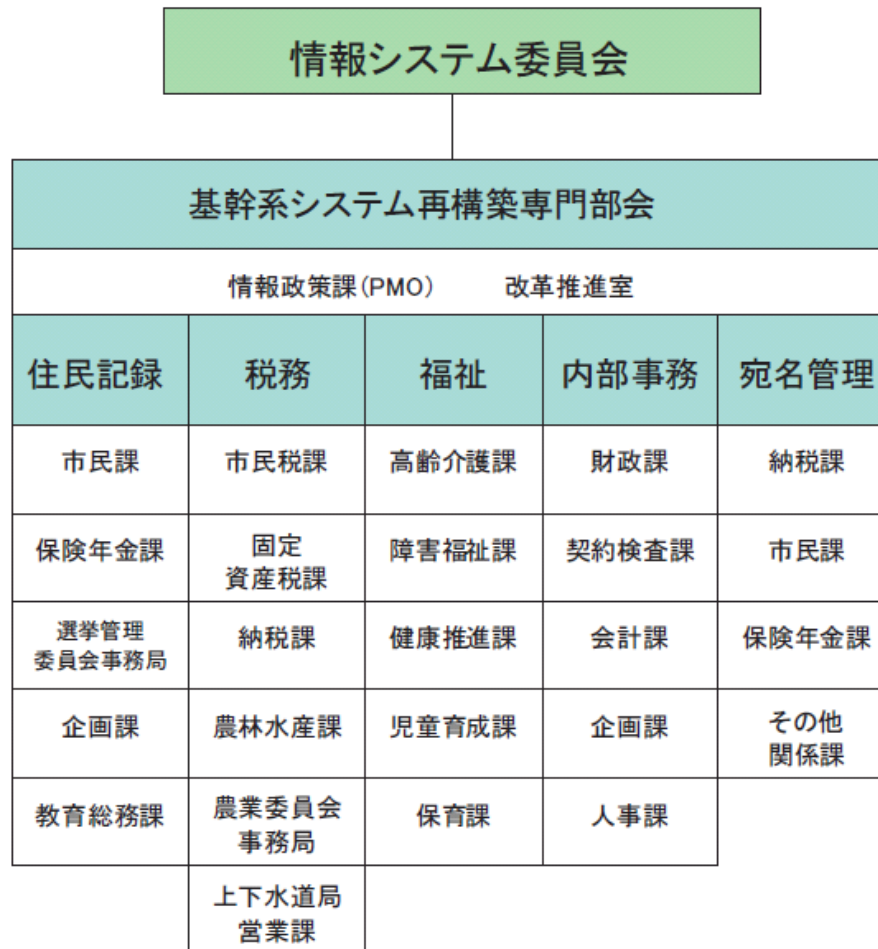 情報システム委員会
基幹系システム再構築専門部会
情報政策課(PMO) 改革推進室
住民記録 税務 福祉 内部事務 宛名管理
市民課 市民税課 高齢介護課 財政課 納税課
保険年金課 固定
資産税課 障害福祉課 契約検査課 市民課
選挙管理
委員会事務局 納税課 健康推進課 会計課 保険年金課
企画課 農林水産課 児童育成課 企画課 その他
関係課
教育総務課 農業委員会
事務局 保育課 人事課
上下水道局
営業課